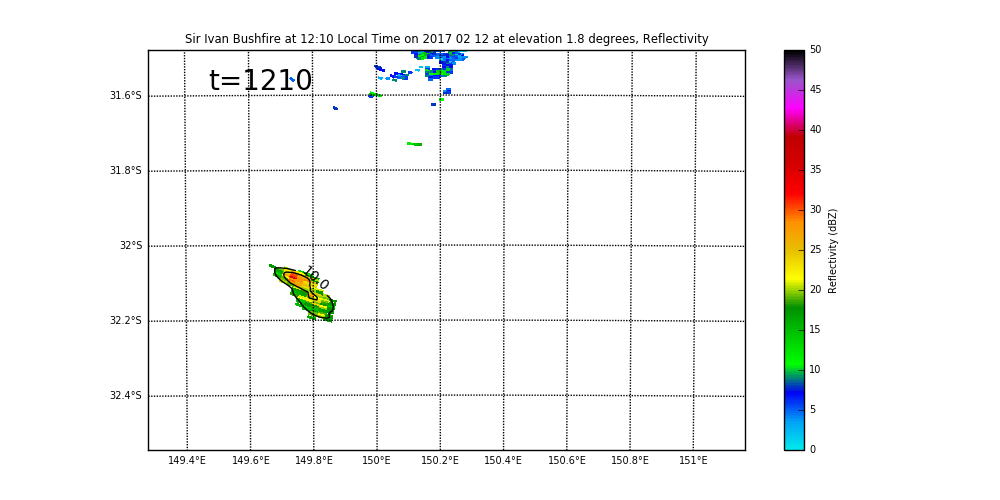 Sir Ivan Bushfire at 12:10 Local Time on 2017 02 12 at elevation 1.8 degrees, Reflectivity
t=1210
31.6°S
31.8°S
32°S
32.2°S
32.4°S
149.4°E 149.6°E 149.8°E 150°E 150.2°E 150.4°E 150.6°E 150.8°E 151°E
10.0
50
45
40
35
30
25
20
15
10
5
0
Reflectivity (dBZ)